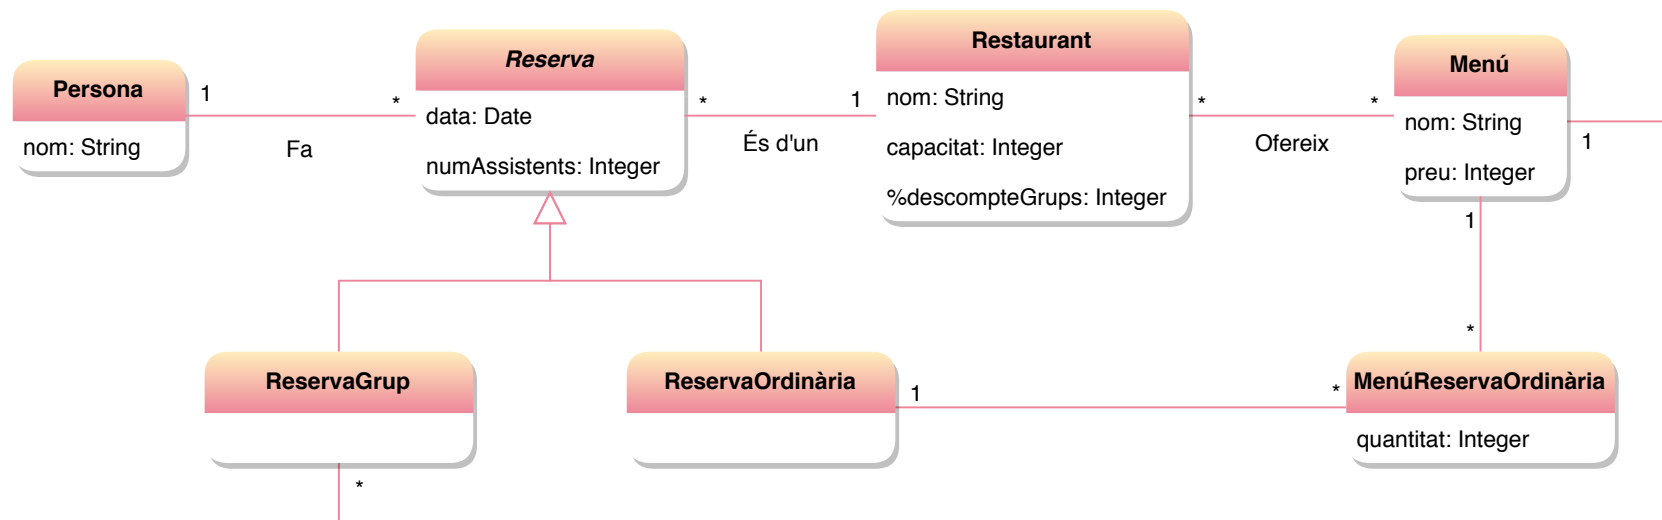 Persona
nom: String
1
*
Fa
Reserva
data: Date
numAssistents: Integer
*
1
És d'un
Restaurant
nom: String
capacitat: Integer
%descompteGrups: Integer
*
*
Ofereix
Menú
nom: String
preu: Integer
1
1
*
ReservaGrup
*
ReservaOrdinària
1
*
MenúReservaOrdinària
quantitat: Integer